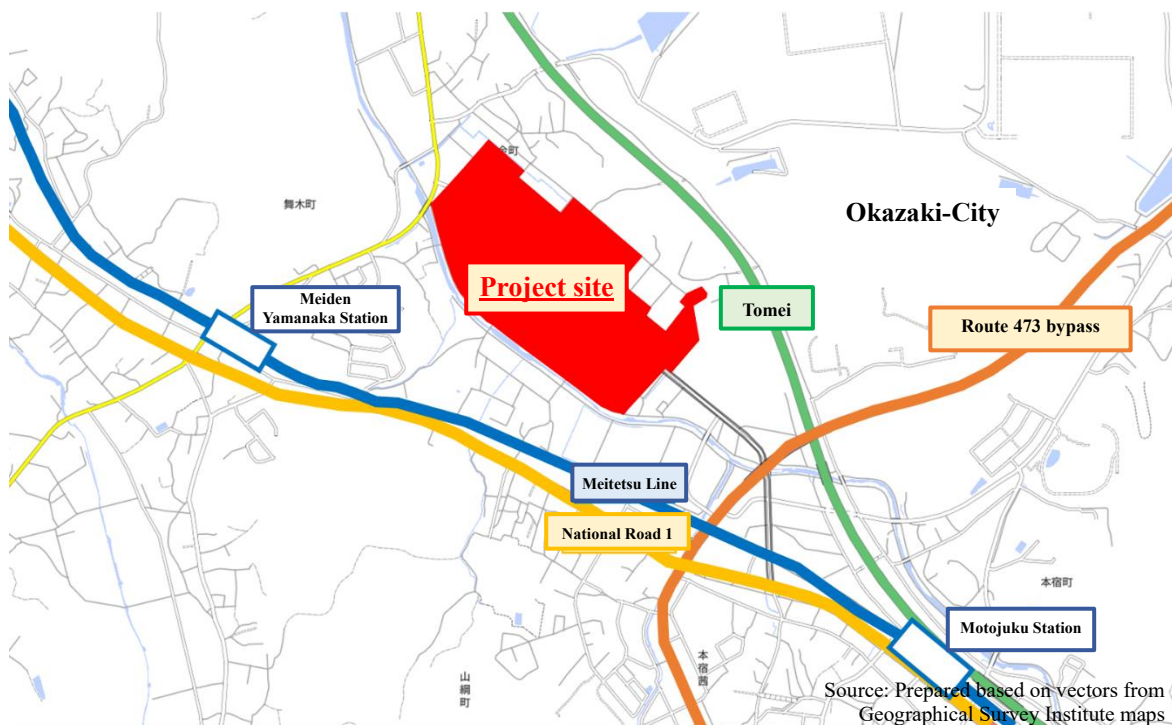 舞木町
Okazaki-City
Project site
Meiden
Yamanaka Station
Tomei
Route 473 bypass
Meitetsu Line
National Road 1
本宿町
Motojuku Station
本宿茜
山綱町
Source: Prepared based on vectors from
Geographical Survey Institute maps